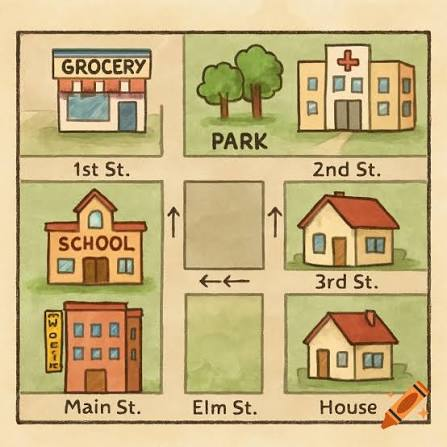 GROCERY
PARK
1st St.
2nd St.
SCHOOL
3rd St.
Main St.
Elm St.
House